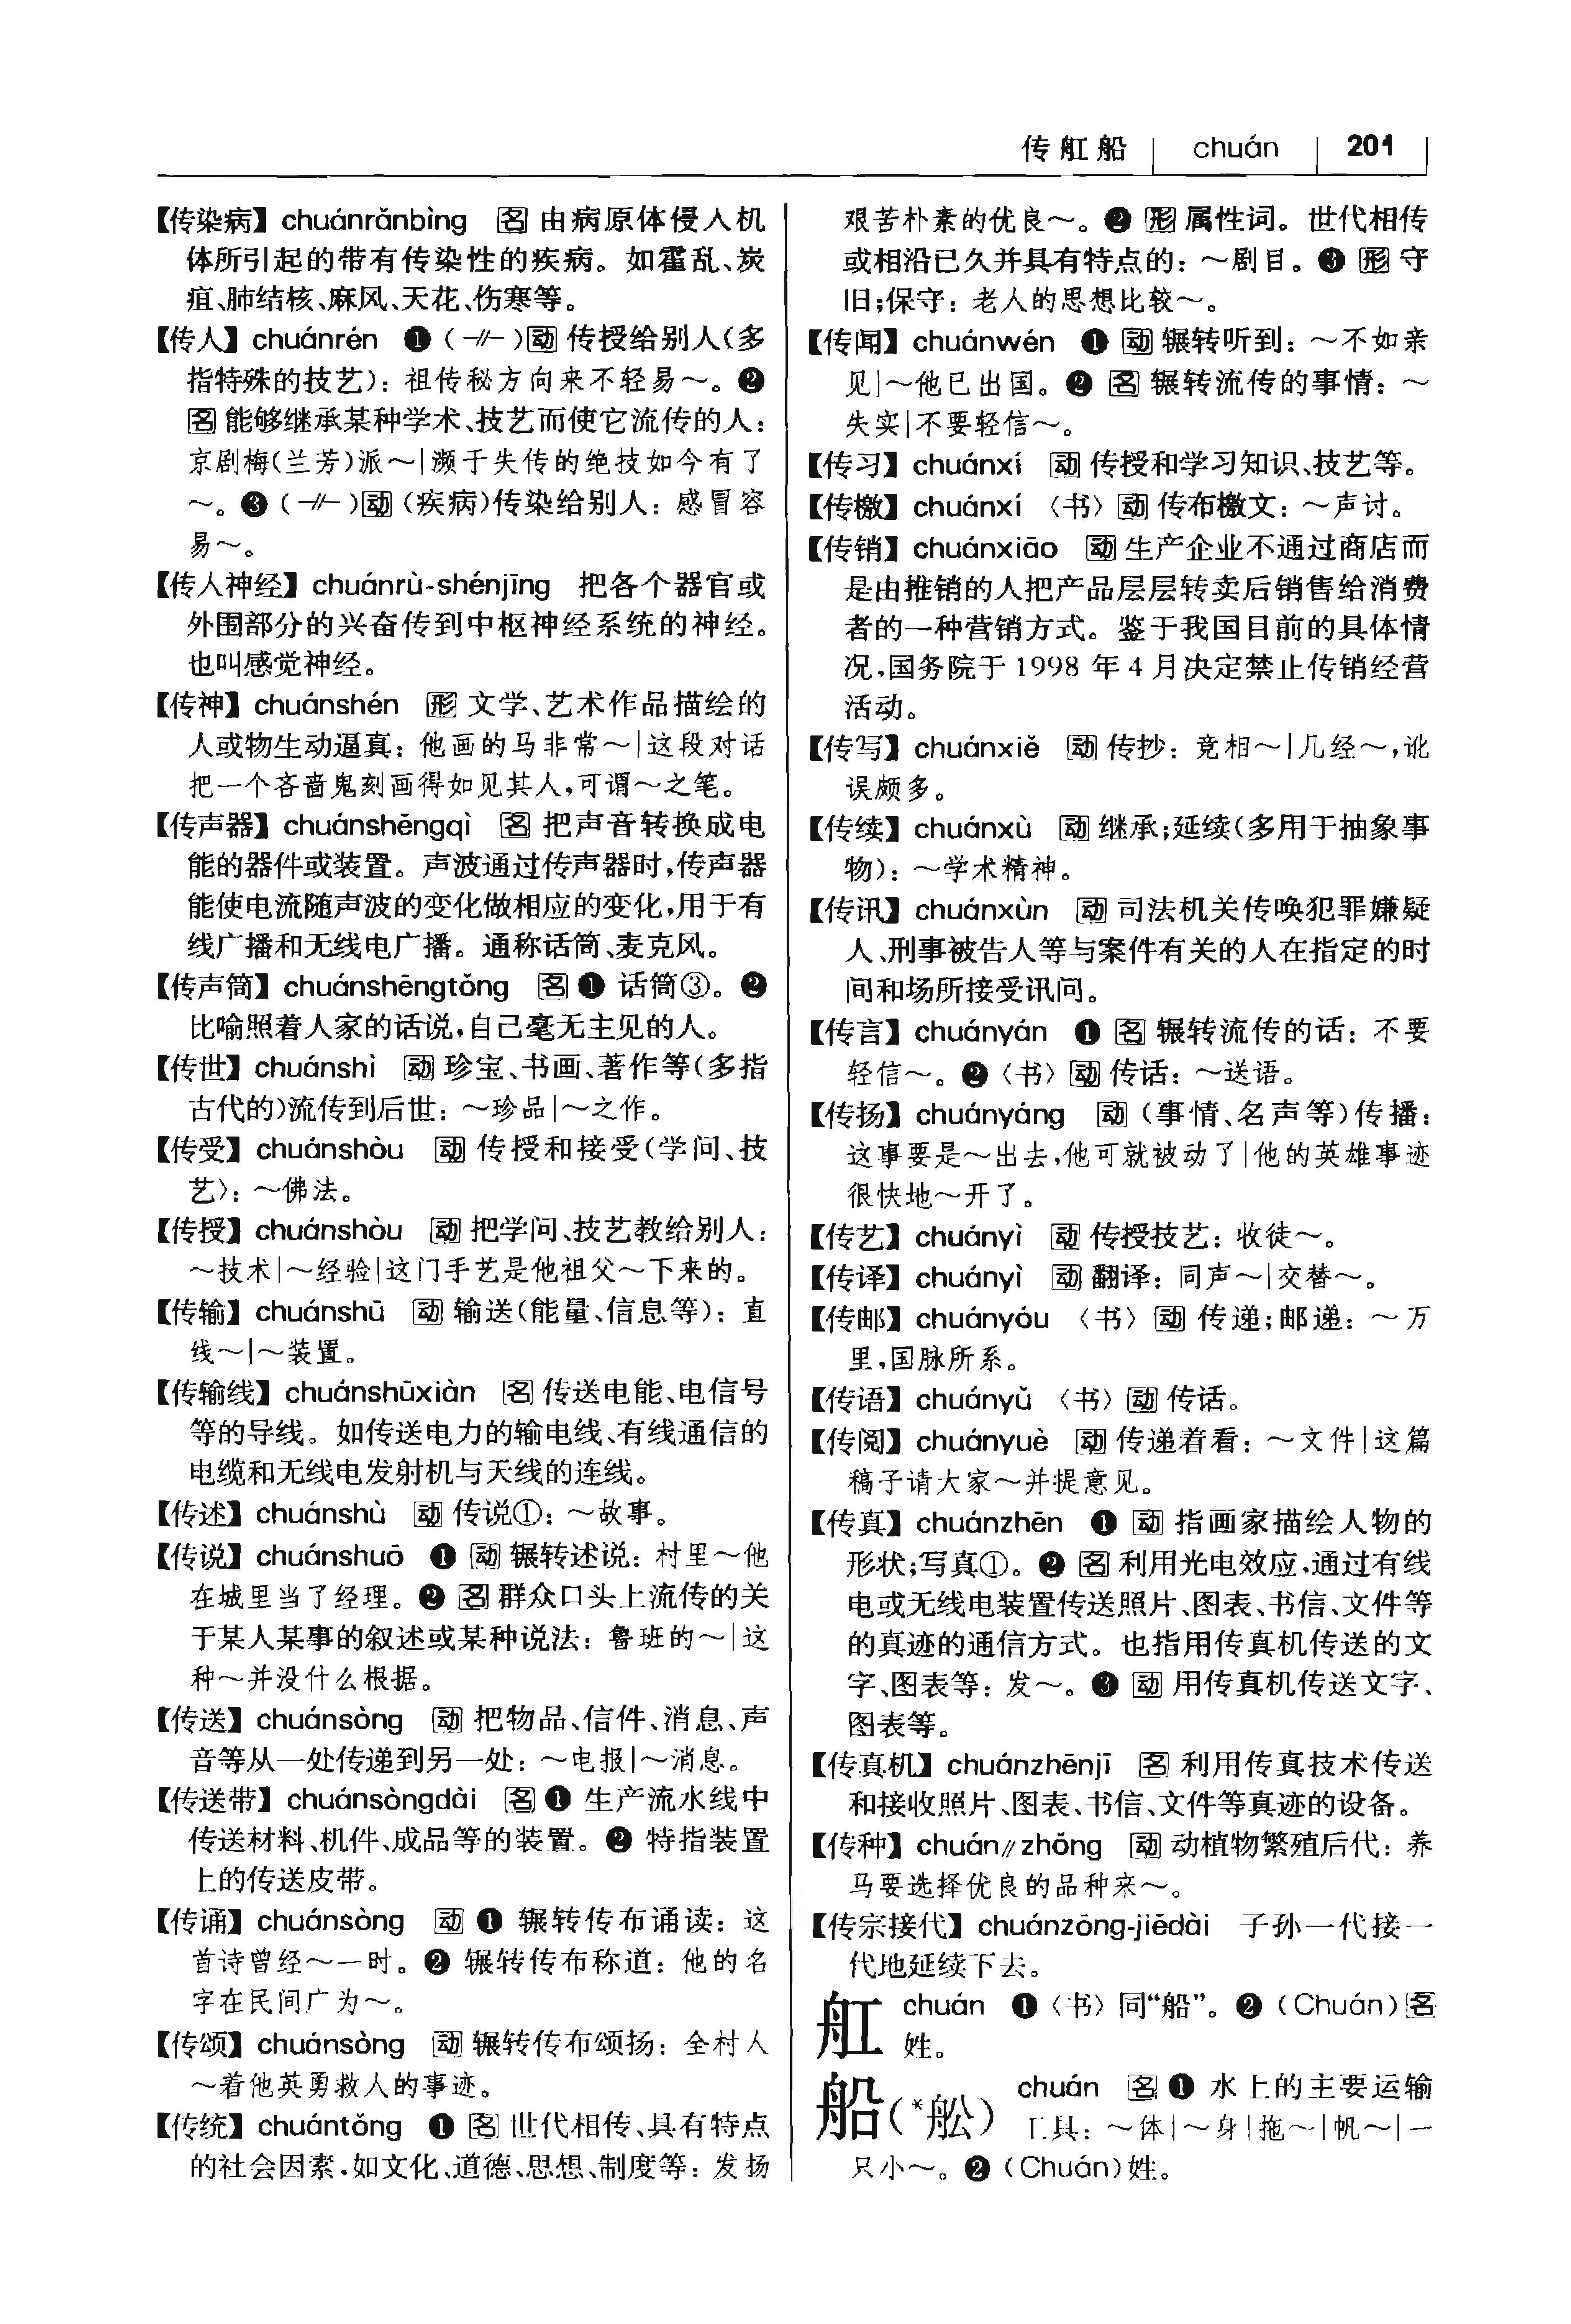 传舡船 chuán 201
【传染病】chuánrǎnbìng 名 由病原体侵入机
体所引起的带有传染性的疾病。如霍乱、炭
疽、肺结核、麻风、天花、伤寒等。
【传人】chuánrén ❶(-//-)动 传授给别人(多
指特殊的技艺):祖传秘方向来不轻易～。❷
名 能够继承某种学术、技艺而使它流传的人:
京剧梅(兰芳)派～|濒于失传的绝技如今有了
～。❸(-//-)动(疾病)传染给别人:感冒容
易～。
【传入神经】chuánrù-shénjīng 把各个器官或
外围部分的兴奋传到中枢神经系统的神经。
也叫感觉神经。
【传神】chuánshén 形 文学、艺术作品描绘的
人或物生动逼真:他画的马非常～|这段对话
把一个吝啬鬼刻画得如见其人,可谓～之笔。
【传声器】chuánshēngqì 名 把声音转换成电
能的器件或装置。声波通过传声器时,传声器
能使电流随声波的变化做相应的变化,用于有
线广播和无线电广播。通称话筒、麦克风。
【传声筒】chuánshēngtǒng 名 ❶ 话筒③。❷
比喻照着人家的话说,自己毫无主见的人。
【传世】chuánshì 动 珍宝、书画、著作等(多指
古代的)流传到后世:～珍品|～之作。
【传受】chuánshòu 动 传授和接受(学问、技
艺):～佛法。
【传授】chuánshòu 动 把学问、技艺教给别人:
～技术|～经验|这门手艺是他祖父～下来的。
【传输】chuánshū 动 输送(能量、信息等):直
线～|～装置。
【传输线】chuánshūxiàn 名 传送电能、电信号
等的导线。如传送电力的输电线、有线通信的
电缆和无线电发射机与天线的连线。
【传述】chuánshù 动 传说①:～故事。
【传说】chuánshuō ❶ 动 辗转述说:村里～他
在城里当了经理。❷ 名 群众口头上流传的关
于某人某事的叙述或某种说法:鲁班的～|这
种～并没什么根据。
【传送】chuánsòng 动 把物品、信件、消息、声
音等从一处传递到另一处:～电报|～消息。
【传送带】chuánsòngdài 名 ❶ 生产流水线中
传送材料、机件、成品等的装置。❷ 特指装置
上的传送皮带。
【传诵】chuánsòng 动 ❶ 辗转传布诵读:这
首诗曾经～一时。❷ 辗转传布称道:他的名
字在民间广为～。
【传颂】chuánsòng 动 辗转传布颂扬:全村人
～着他英勇救人的事迹。
【传统】chuántǒng ❶ 名 世代相传、具有特点
的社会因素,如文化、道德、思想、制度等:发扬
艰苦朴素的优良～。❷ 形 属性词。世代相传
或相沿已久并具有特点的:～剧目。❸ 形 守
旧;保守:老人的思想比较～。
【传闻】chuánwén ❶ 动 辗转听到:～不如亲
见|～他已出国。❷ 名 辗转流传的事情:～
失实|不要轻信～。
【传习】chuánxí 动 传授和学习知识、技艺等。
【传檄】chuánxí 〈书〉动 传布檄文:～声讨。
【传销】chuánxiāo 动 生产企业不通过商店而
是由推销的人把产品层层转卖后销售给消费
者的一种营销方式。鉴于我国目前的具体情
况,国务院于 1998 年 4 月决定禁止传销经营
活动。
【传写】chuánxiě 动 传抄:竞相～|几经～,讹
误颇多。
【传续】chuánxù 动 继承;延续(多用于抽象事
物):～学术精神。
【传讯】chuánxùn 动 司法机关传唤犯罪嫌疑
人、刑事被告人等与案件有关的人在指定的时
间和场所接受讯问。
【传言】chuányán ❶ 名 辗转流传的话:不要
轻信～。❷〈书〉动 传话:～送语。
【传扬】chuányáng 动(事情、名声等)传播:
这事要是～出去,他可就被动了|他的英雄事迹
很快地～开了。
【传艺】chuányì 动 传授技艺:收徒～。
【传译】chuányì 动 翻译:同声～|交替～。
【传邮】chuányóu 〈书〉动 传递;邮递:～万
里,国脉所系。
【传语】chuányǔ 〈书〉动 传话。
【传阅】chuányuè 动 传递着看:～文件|这篇
稿子请大家～并提意见。
【传真】chuánzhēn ❶ 动 指画家描绘人物的
形状;写真①。❷ 名 利用光电效应,通过有线
电或无线电装置传送照片、图表、书信、文件等
的真迹的通信方式。也指用传真机传送的文
字、图表等:发～。❸ 动 用传真机传送文字、
图表等。
【传真机】chuánzhēnjī 名 利用传真技术传送
和接收照片、图表、书信、文件等真迹的设备。
【传种】chuán//zhǒng 动 动植物繁殖后代:养
马要选择优良的品种来～。
【传宗接代】chuánzōng-jiēdài 子孙一代接一
代地延续下去。
舡 chuán ❶〈书〉同“船”。❷(Chuán)名
姓。
船(*舩) chuán 名 ❶ 水上的主要运输
工具:～体|～身|拖～|帆～|一
只小～。❷(Chuán)姓。